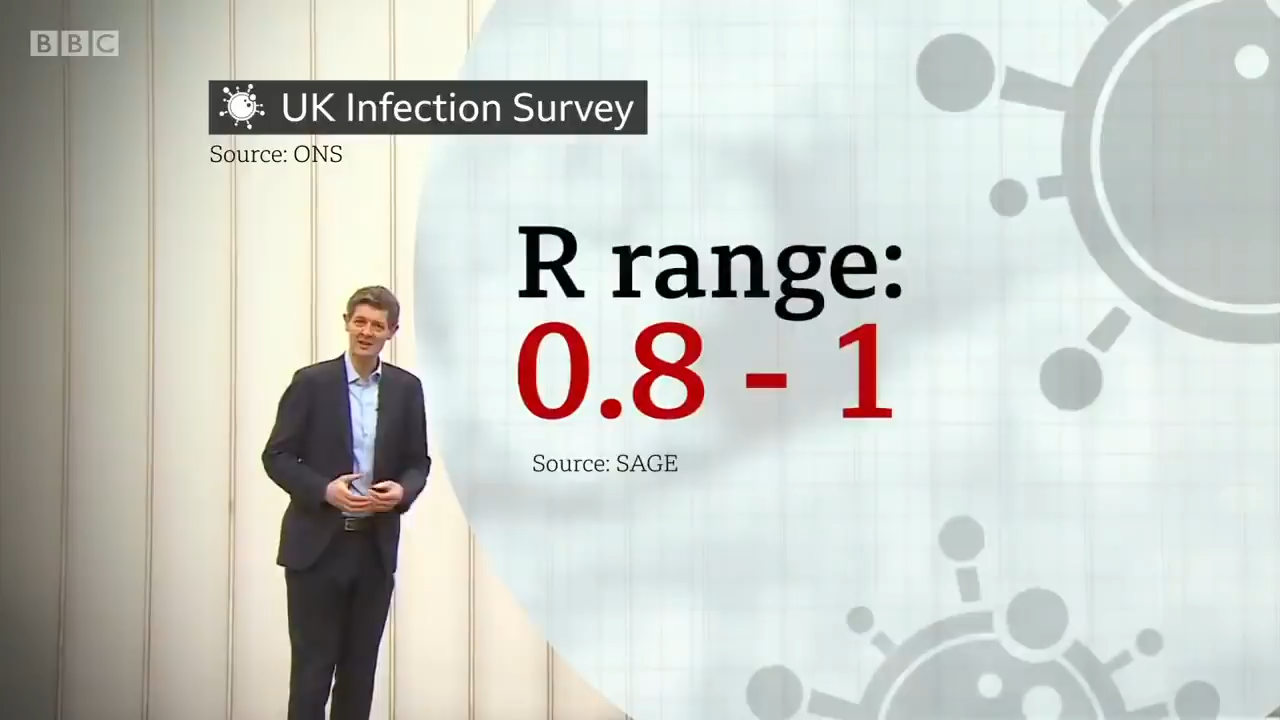 BBC
UK Infection Survey
Source: ONS
R range:
0.8 - 1
Source: SAGE